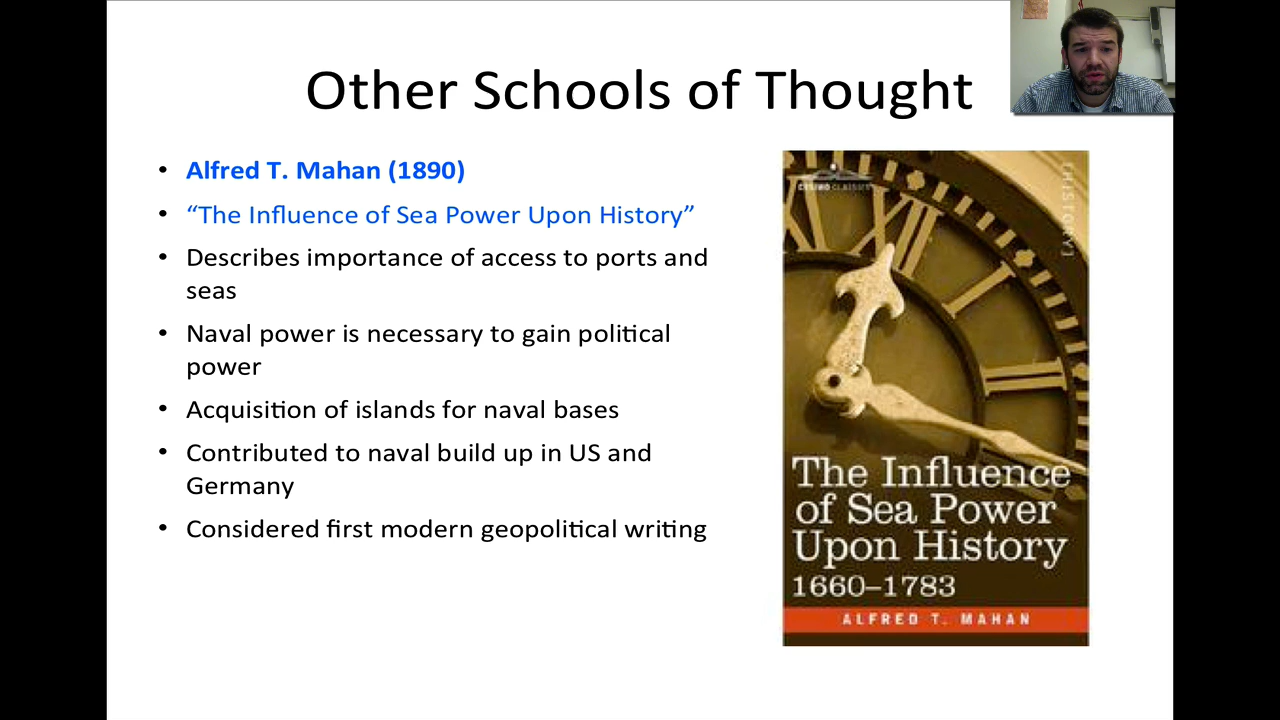 Other Schools of Thought
• Alfred T. Mahan (1890)
• “The Influence of Sea Power Upon History”
• Describes importance of access to ports and
seas
• Naval power is necessary to gain political
power
• Acquisition of islands for naval bases
• Contributed to naval build up in US and
Germany
• Considered first modern geopolitical writing
[HISTORY]
The Influence
of Sea Power
Upon History
1660–1783
ALFRED T. MAHAN